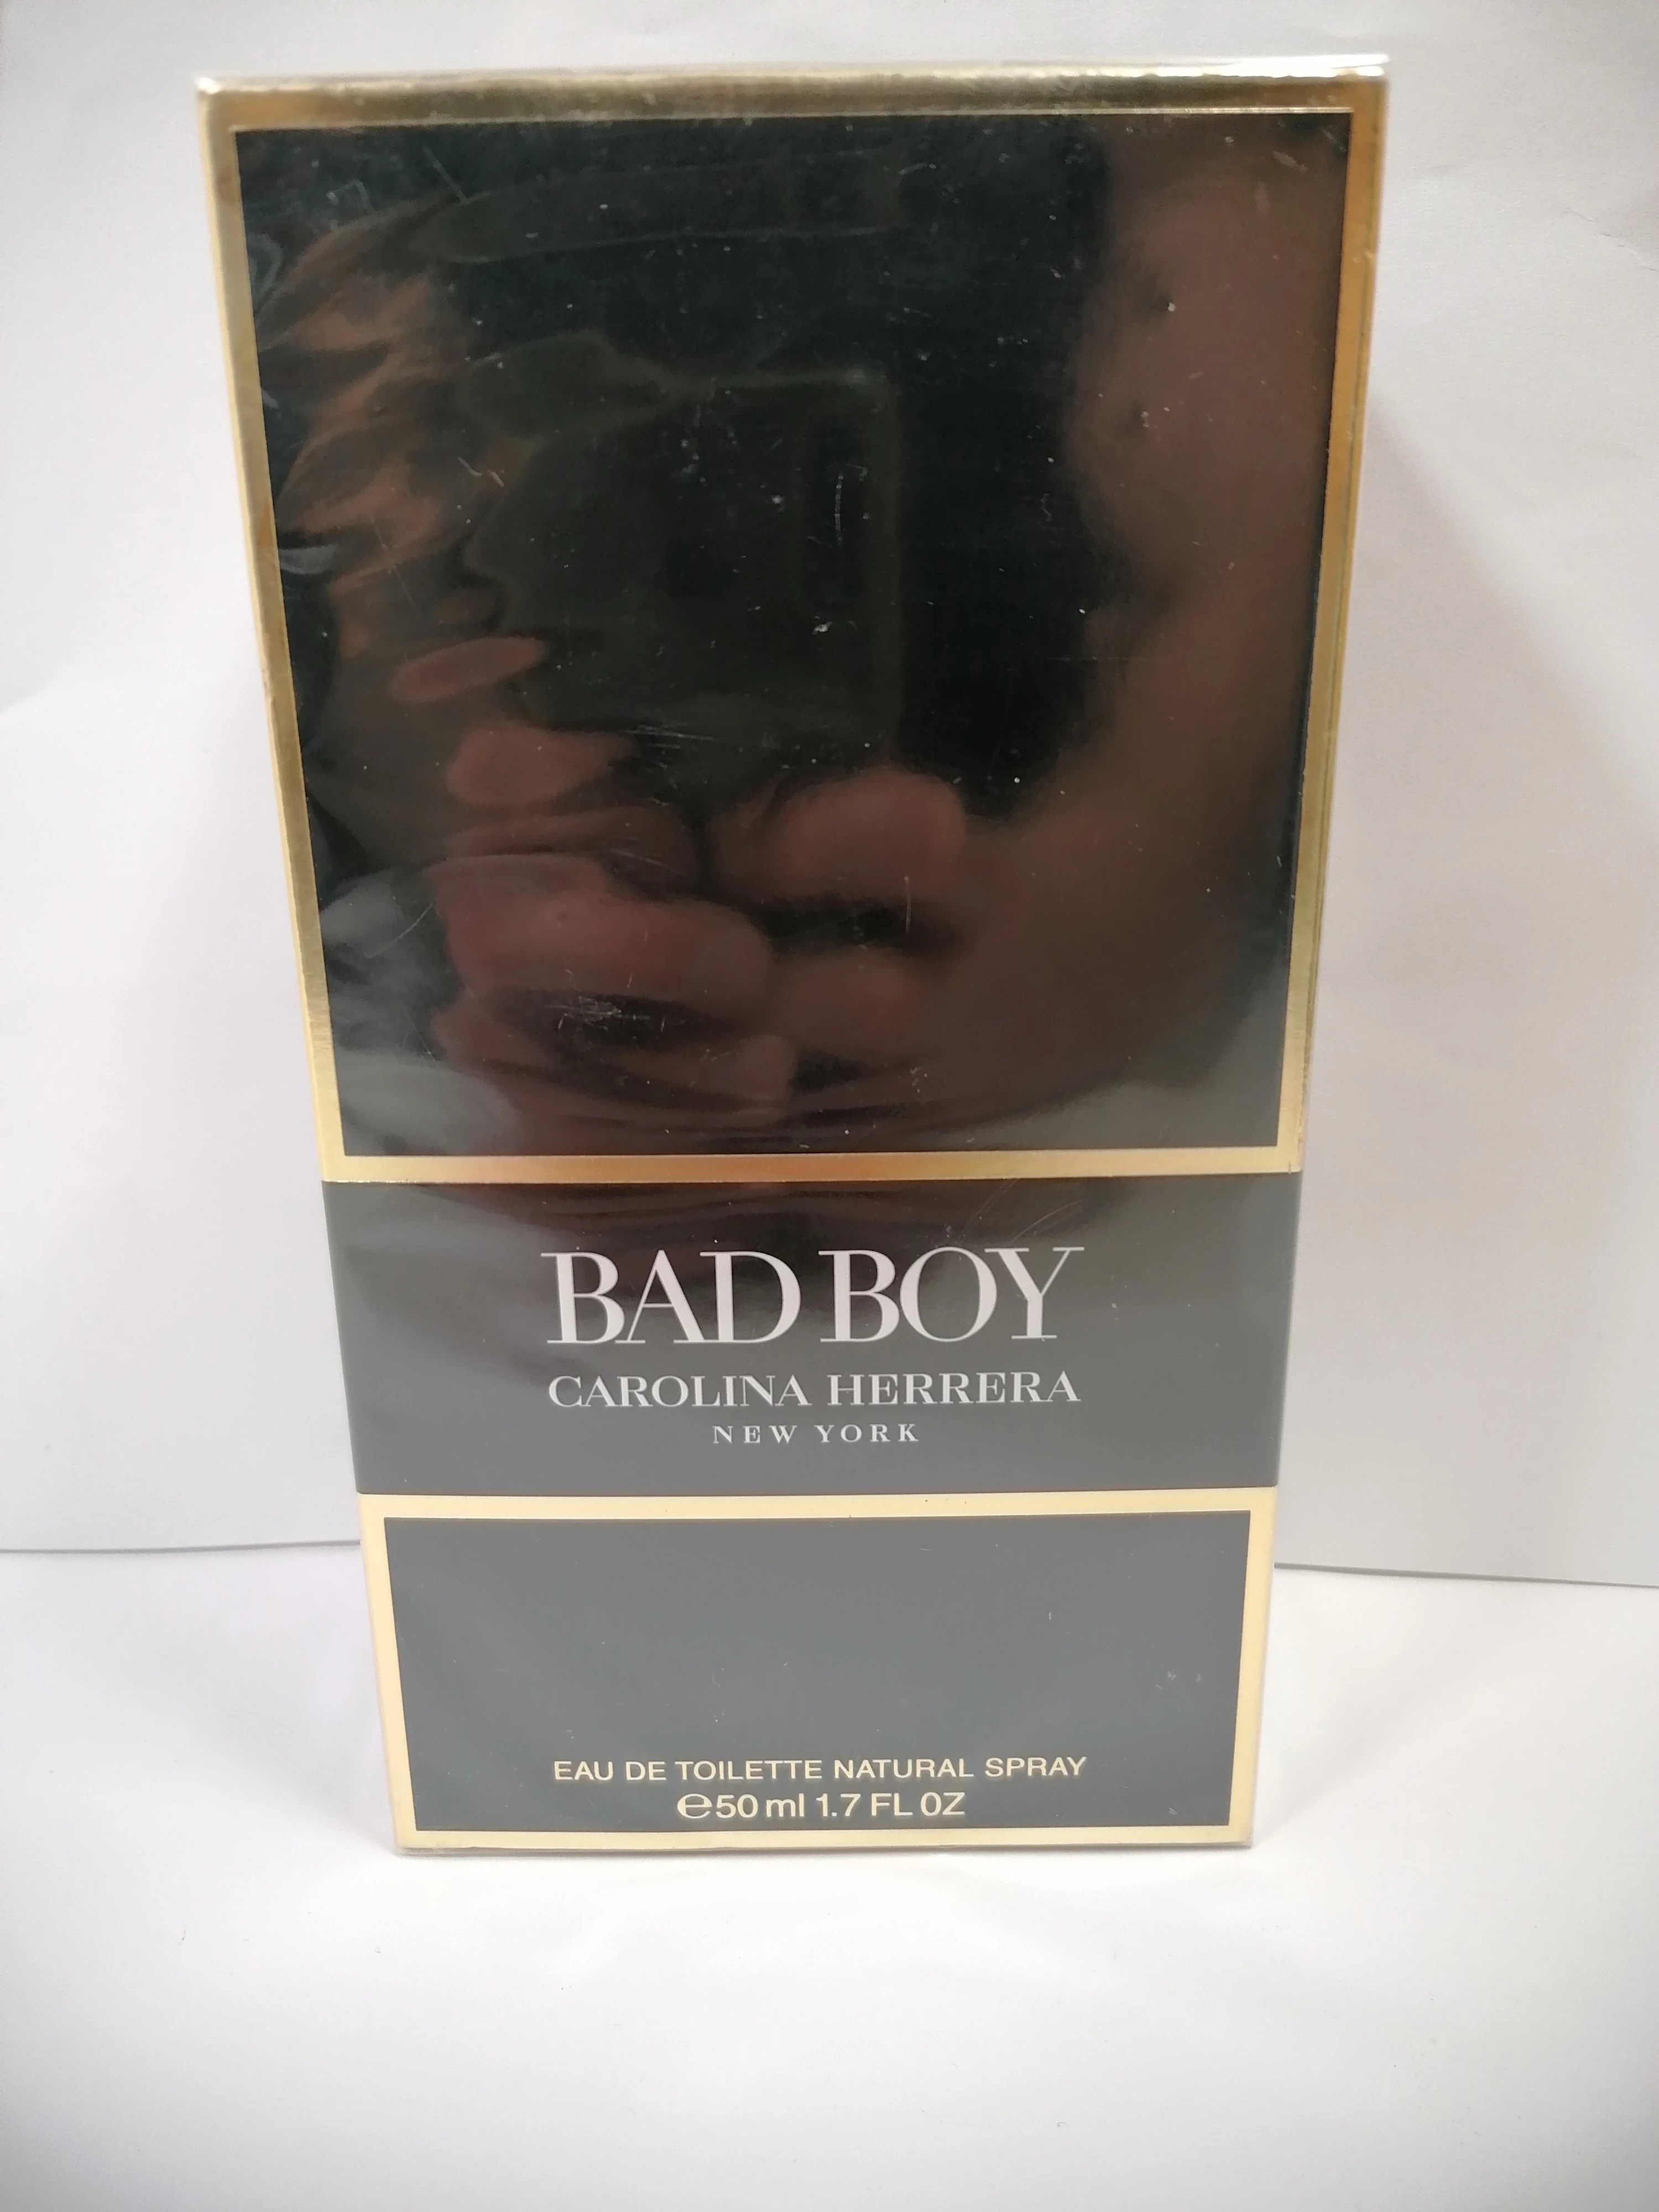 BAD BOY
CAROLINA HERRERA
NEW YORK
EAU DE TOILETTE NATURAL SPRAY
℮50 ml 1.7 FL OZ